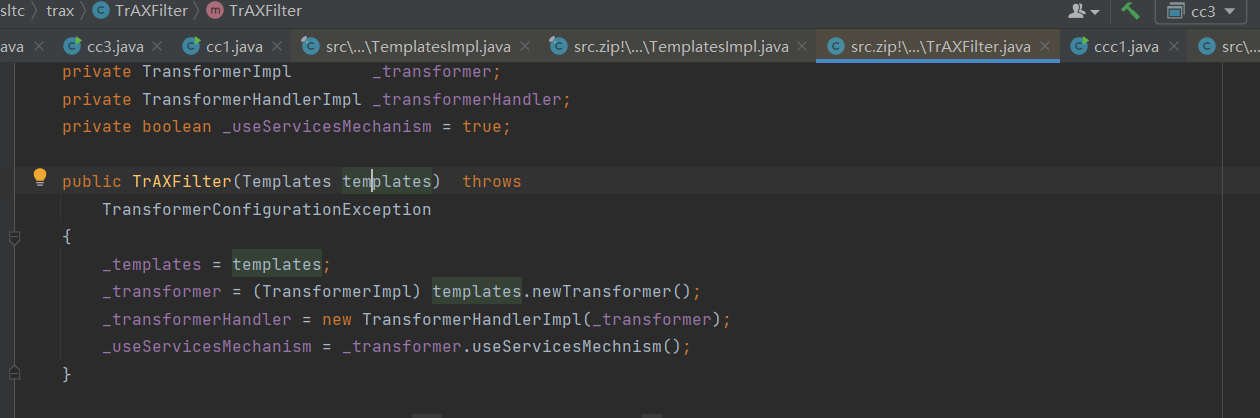 sltc trax TrAXFilter TrAXFilter cc3
ava cc3.java cc1.java src\...\TemplatesImpl.java src.zip!\...\TemplatesImpl.java src.zip!\...\TrAXFilter.java ccc1.java src\...
private TransformerImpl _transformer;
private TransformerHandlerImpl _transformerHandler;
private boolean _useServicesMechanism = true;
public TrAXFilter(Templates templates) throws
TransformerConfigurationException
{
_templates = templates;
_transformer = (TransformerImpl) templates.newTransformer();
_transformerHandler = new TransformerHandlerImpl(_transformer);
_useServicesMechanism = _transformer.useServicesMechnism();
}